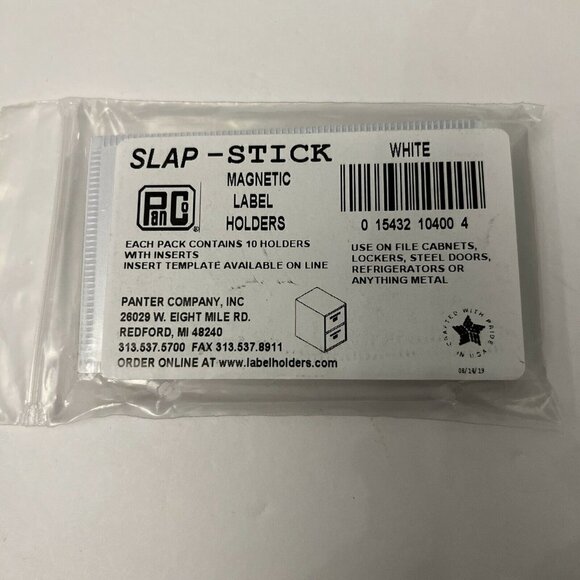 SLAP-STICK
WHITE
PanCo®
MAGNETIC
LABEL
HOLDERS
0 15432 10400 4
EACH PACK CONTAINS 10 HOLDERS
WITH INSERTS
INSERT TEMPLATE AVAILABLE ON LINE
USE ON FILE CABNETS,
LOCKERS, STEEL DOORS,
REFRIGERATORS OR
ANYTHING METAL
PANTER COMPANY, INC
26029 W. EIGHT MILE RD.
REDFORD, MI 48240
313.537.5700 FAX 313.537.8911
ORDER ONLINE AT www.labelholders.com
CRAFTED WITH PRIDE
IN U.S.A.
08/14/19